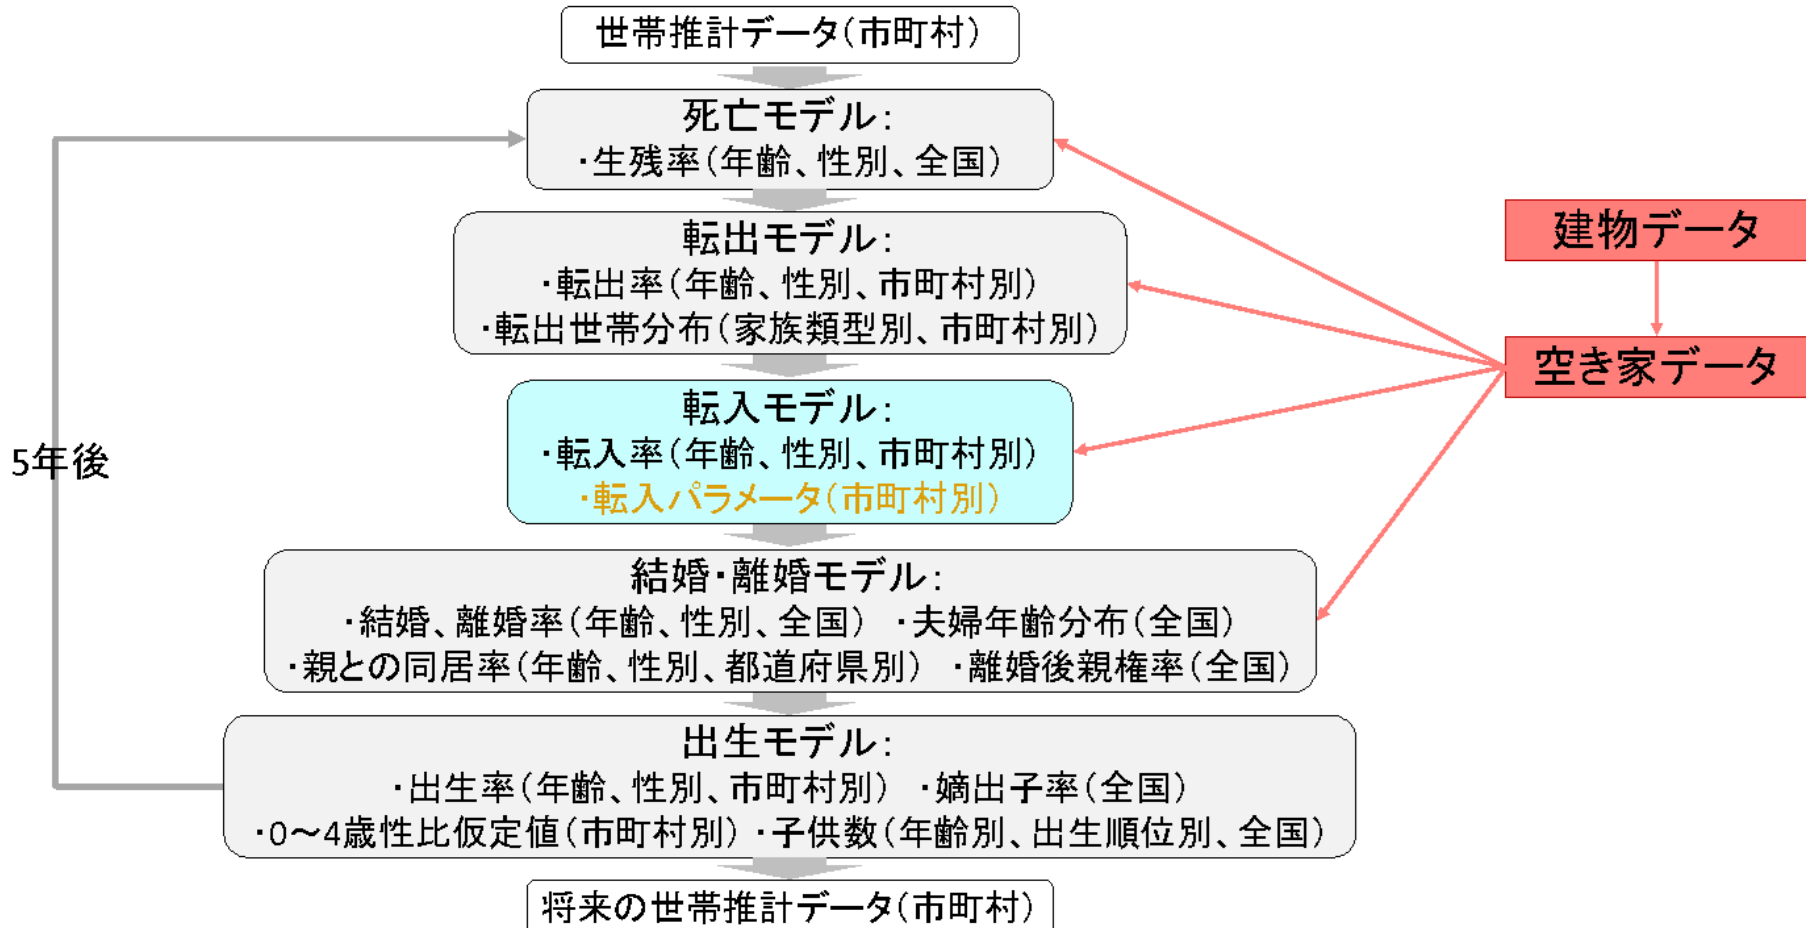 世帯推計データ(市町村)
死亡モデル:
・生残率(年齢、性別、全国)
転出モデル:
・転出率(年齢、性別、市町村別)
・転出世帯分布(家族類型別、市町村別)
転入モデル:
・転入率(年齢、性別、市町村別)
・転入パラメータ(市町村別)
結婚・離婚モデル:
・結婚、離婚率(年齢、性別、全国) ・夫婦年齢分布(全国)
・親との同居率(年齢、性別、都道府県別) ・離婚後親権率(全国)
出生モデル:
・出生率(年齢、性別、市町村別) ・嫡出子率(全国)
・0～4歳性比仮定値(市町村別) ・子供数(年齢別、出生順位別、全国)
将来の世帯推計データ(市町村)
5年後
建物データ
空き家データ